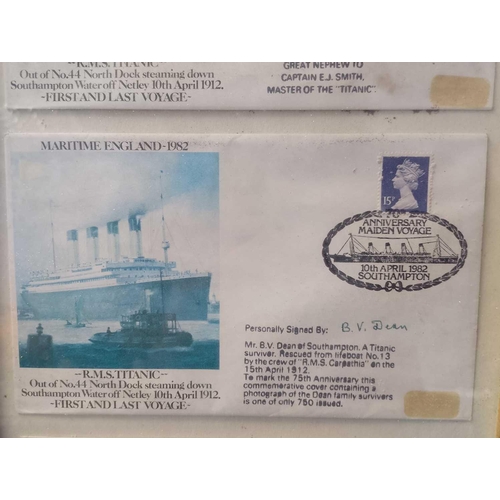 -R.M.S.TITANIC-
Out of No.44 North Dock steaming down
Southampton Water off Netley 10th April 1912.
-FIRST AND LAST VOYAGE-
GREAT NEPHEW TO
CAPTAIN E.J. SMITH,
MASTER OF THE "TITANIC".
MARITIME ENGLAND-1982
15P
ANNIVERSARY
MAIDEN VOYAGE
10th APRIL 1982
SOUTHAMPTON
Personally Signed By: B.V. Dean
Mr. B.V. Dean of Southampton. A Titanic
surviver. Rescued from lifeboat No.13
by the crew of "R.M.S. Carpathia" on the
15th April 1912.
To mark the 75th Anniversary this
commemorative cover containing a
photograph of the Dean family survivers
is one of only 750 issued.
-R.M.S.TITANIC-
Out of No.44 North Dock steaming down
Southampton Water off Netley 10th April 1912.
-FIRST AND LAST VOYAGE-